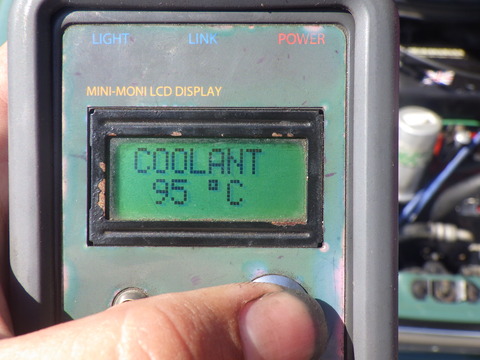 LIGHT LINK POWER
MINI-MONI LCD DISPLAY
COOLANT
95 °C